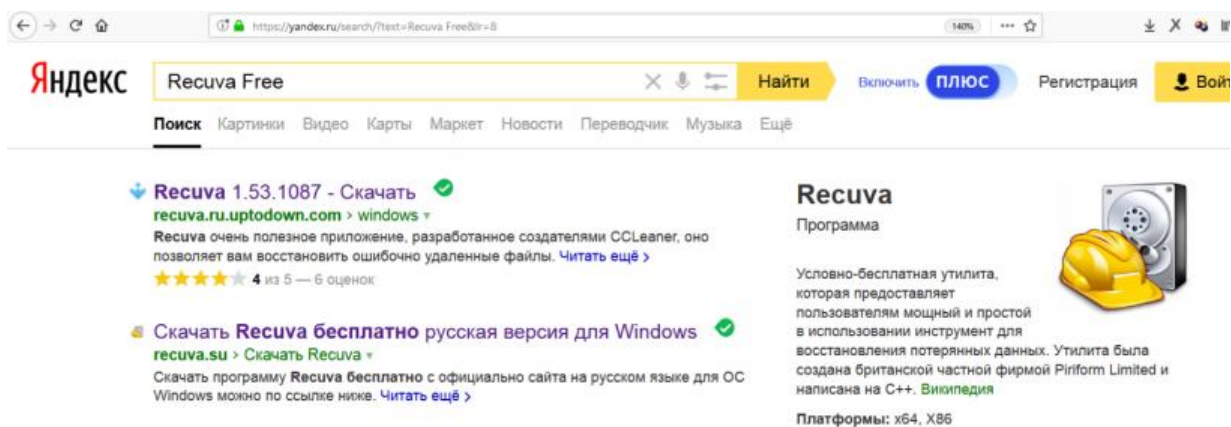 https://yandex.ru/search/?text=Recuva Free&lr=8
140%
Яндекс
Recuva Free
Найти
Включить ПЛЮС
Регистрация
Поиск Картинки Видео Карты Маркет Новости Переводчик Музыка Ещё
Recuva 1.53.1087 - Скачать
recuva.ru.uptodown.com > windows
Recuva очень полезное приложение, разработанное создателями CCLeaner, оно
позволяет вам восстановить ошибочно удаленные файлы. Читать ещё >
4 из 5 — 6 оценок
Скачать Recuva бесплатно русская версия для Windows
recuva.su > Скачать Recuva
Скачать программу Recuva бесплатно с официально сайта на русском языке для ОС
Windows можно по ссылке ниже. Читать ещё >
Recuva
Программа
Условно-бесплатная утилита,
которая предоставляет
пользователям мощный и простой
в использовании инструмент для
восстановления потерянных данных. Утилита была
создана британской частной фирмой Piriform Limited и
написана на C++. Википедия
Платформы: x64, X86